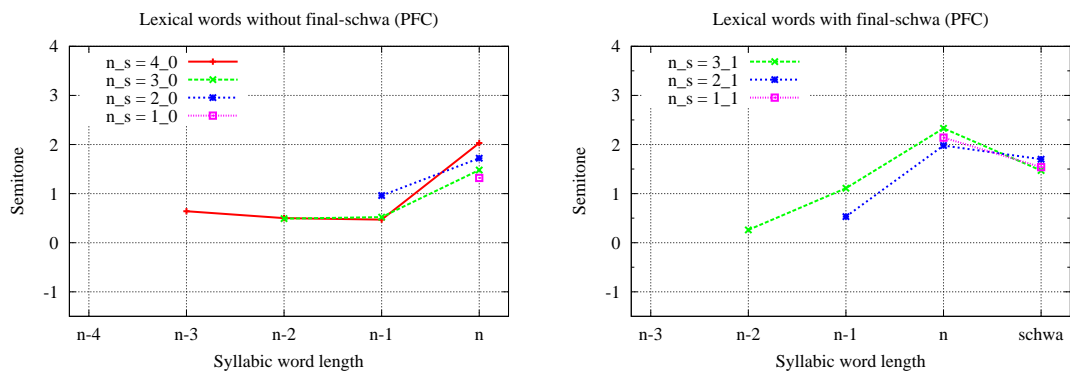 Lexical words without final-schwa (PFC)
4
3
2
1
0
-1
Semitone
n_s = 4_0
n_s = 3_0
n_s = 2_0
n_s = 1_0
n-4 n-3 n-2 n-1 n
Syllabic word length
Lexical words with final-schwa (PFC)
4
3
2
1
0
-1
Semitone
n_s = 3_1
n_s = 2_1
n_s = 1_1
n-3 n-2 n-1 n schwa
Syllabic word length